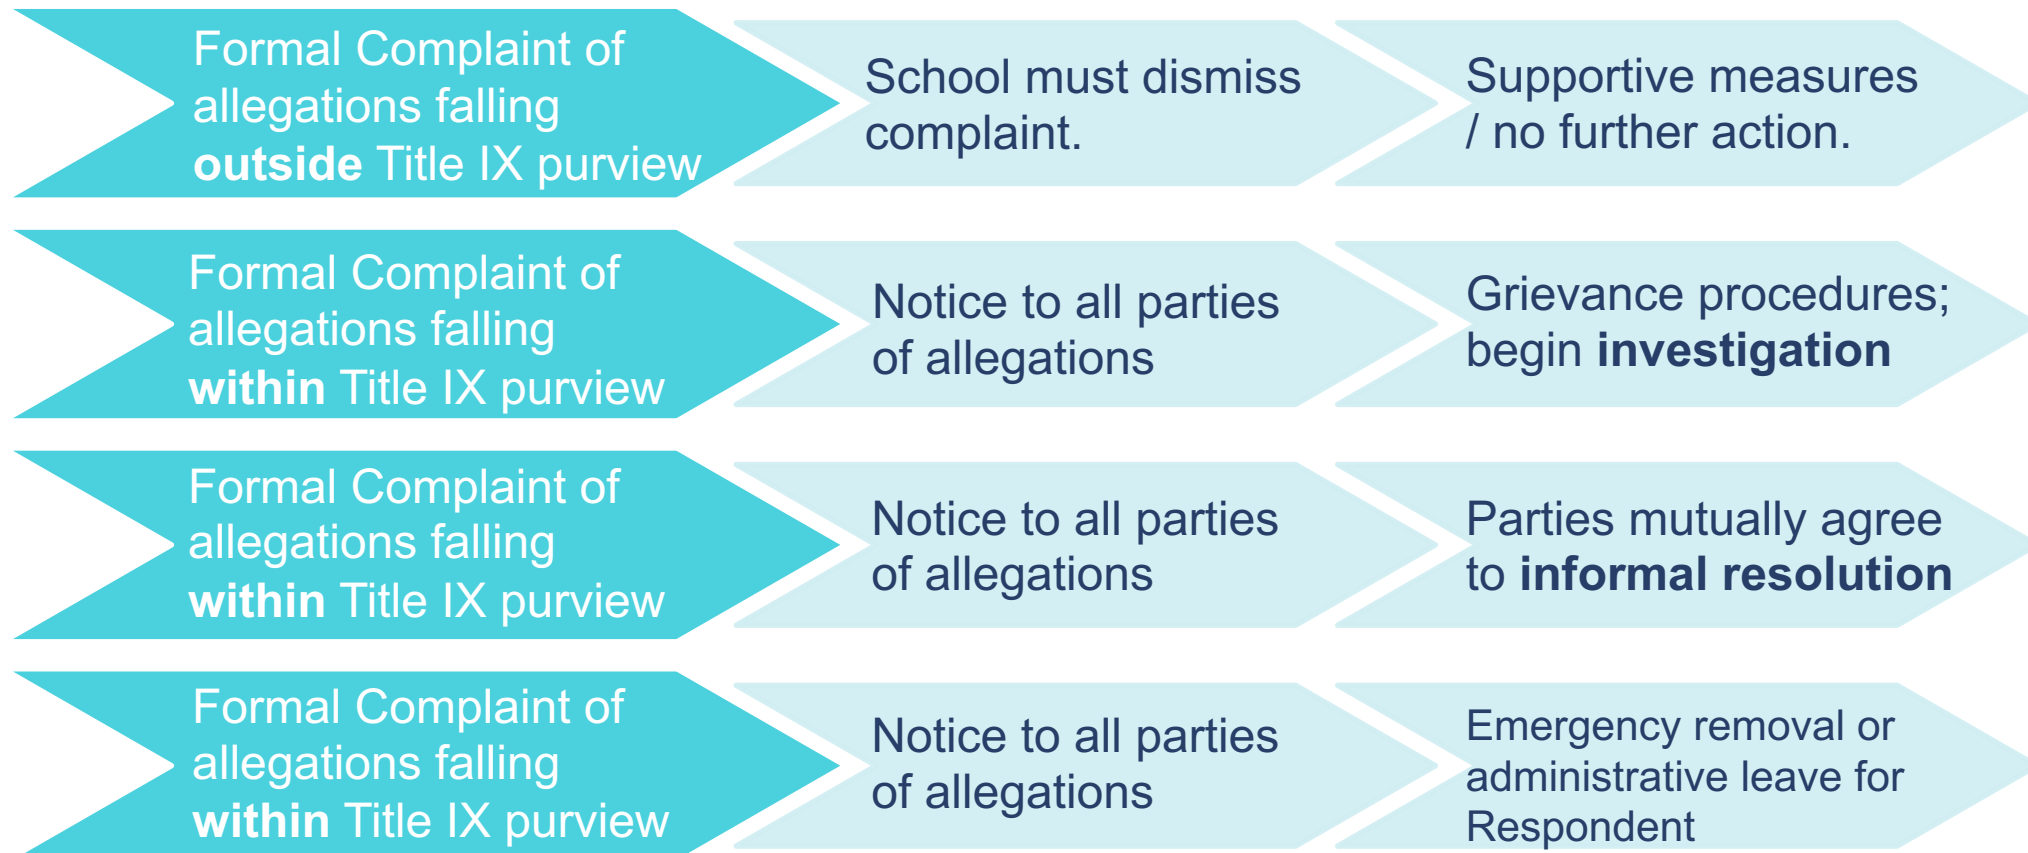 Formal Complaint of
allegations falling
outside Title IX purview
School must dismiss
complaint.
Supportive measures
/ no further action.
Formal Complaint of
allegations falling
within Title IX purview
Notice to all parties
of allegations
Grievance procedures;
begin investigation
Formal Complaint of
allegations falling
within Title IX purview
Notice to all parties
of allegations
Parties mutually agree
to informal resolution
Formal Complaint of
allegations falling
within Title IX purview
Notice to all parties
of allegations
Emergency removal or
administrative leave for
Respondent